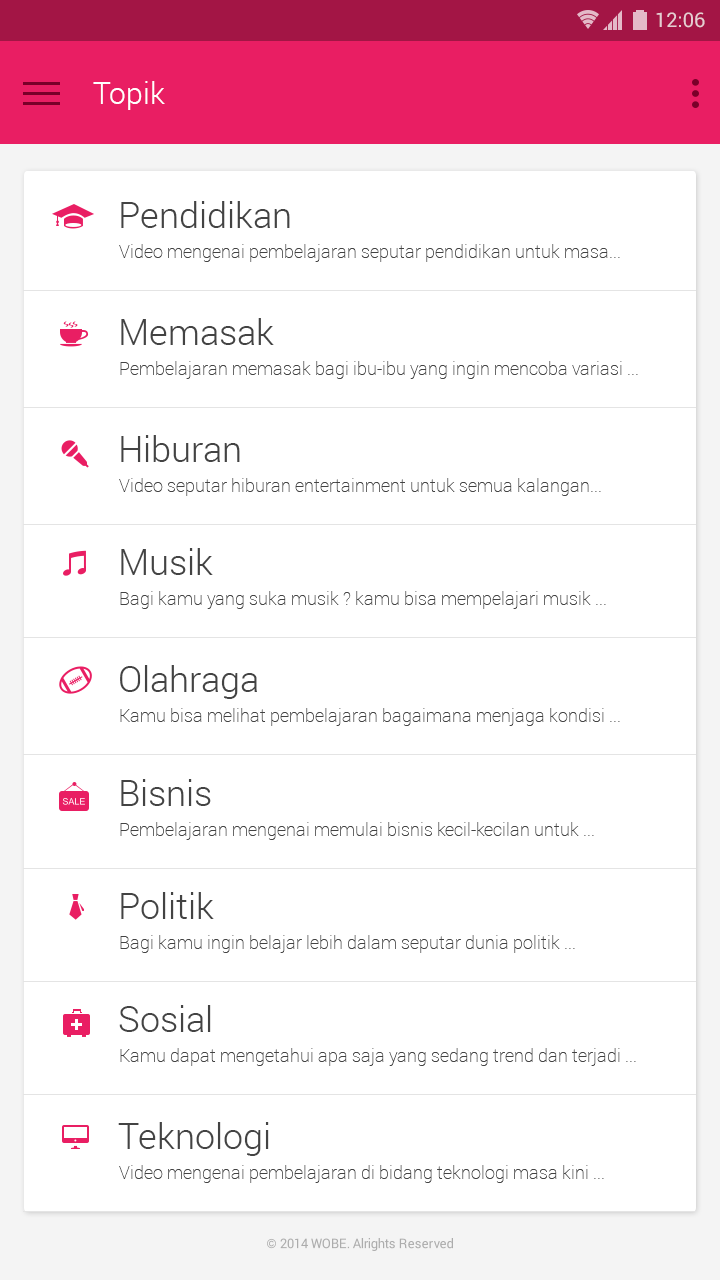 12:06
Topik
Pendidikan
Video mengenai pembelajaran seputar pendidikan untuk masa...
Memasak
Pembelajaran memasak bagi ibu-ibu yang ingin mencoba variasi ...
Hiburan
Video seputar hiburan entertainment untuk semua kalangan...
Musik
Bagi kamu yang suka musik ? kamu bisa mempelajari musik ...
Olahraga
Kamu bisa melihat pembelajaran bagaimana menjaga kondisi ...
SALE
Bisnis
Pembelajaran mengenai memulai bisnis kecil-kecilan untuk ...
Politik
Bagi kamu ingin belajar lebih dalam seputar dunia politik ...
Sosial
Kamu dapat mengetahui apa saja yang sedang trend dan terjadi ...
Teknologi
Video mengenai pembelajaran di bidang teknologi masa kini ...
© 2014 WOBE. Alrights Reserved